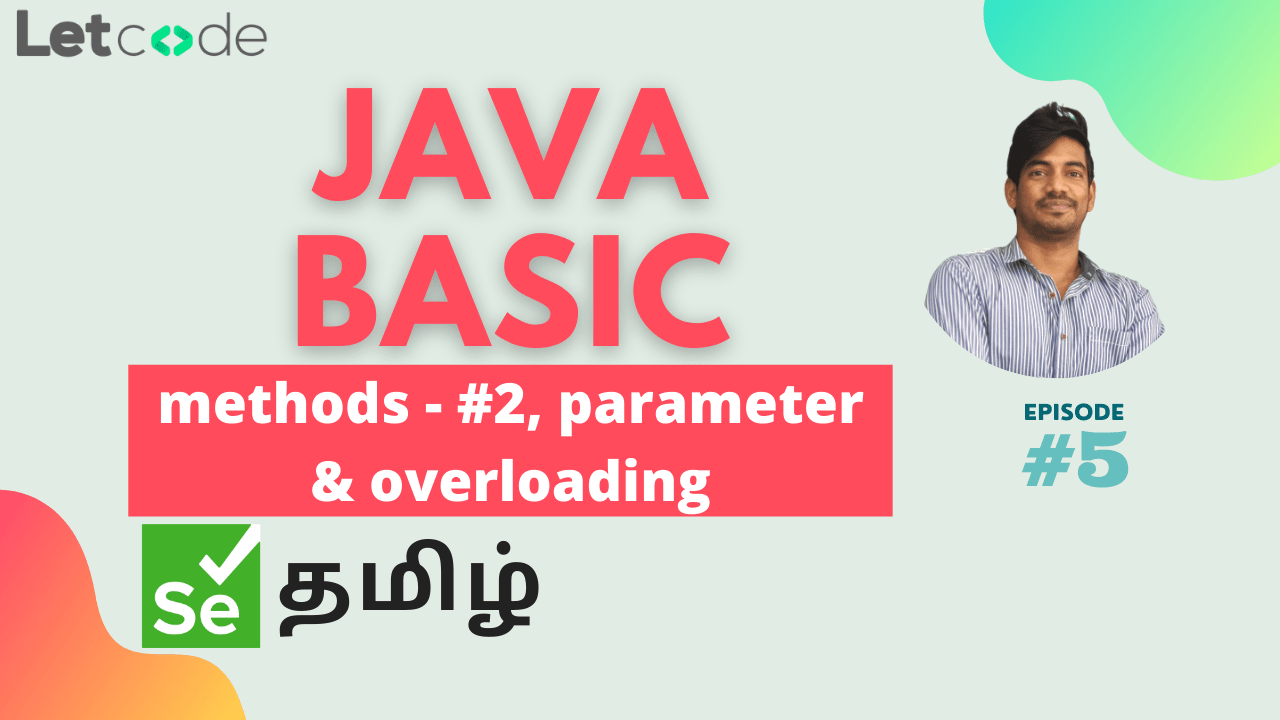 Letcode
JAVA
BASIC
methods - #2, parameter
& overloading
Se
தமிழ்
EPISODE
#5